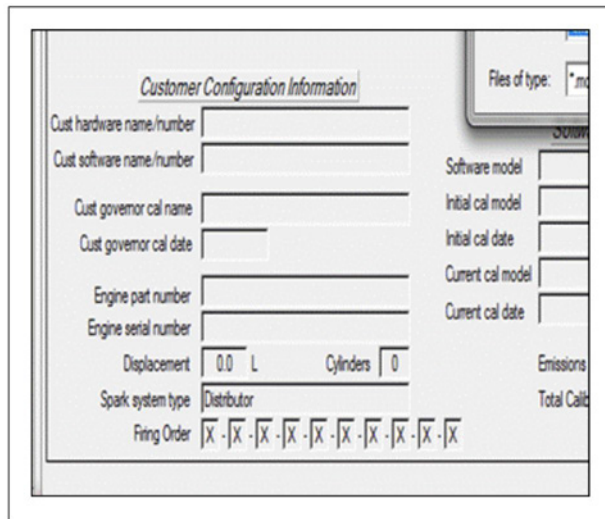 Files of type: *.mo
Customer Configuration Information
Cust hardware name/number
Cust software name/number
Cust governor cal name
Cust governor cal date
Engine part number
Engine serial number
Displacement 0.0 L Cylinders 0
Spark system type Distributor
Firing Order X - X - X - X - X - X - X - X - X - X
Software model
Initial cal model
Initial cal date
Current cal model
Current cal date
Emissions